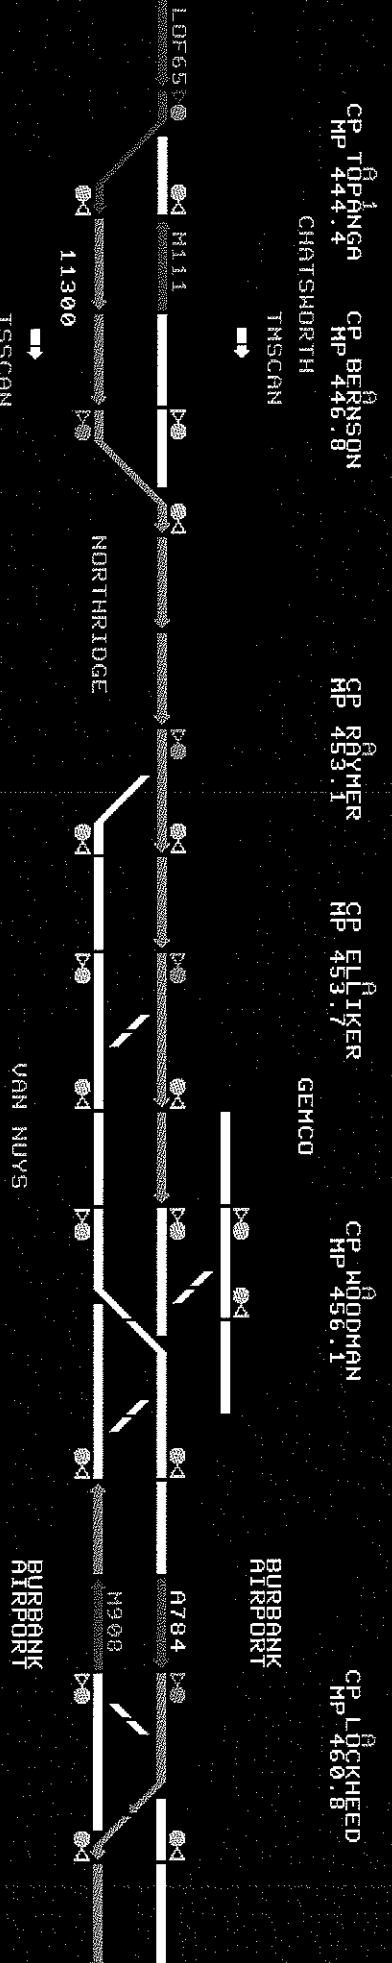 LOF65
CP TOPANGA
A 1
MP 444.4
CHATSWORTH
M111
11300
TMSCAN
TSSCAN
CP BERNSON
A
MP 446.8
NORTHRIDGE
CP RAYMER
A
MP 453.1
CP ELLIKER
A
MP 453.7
GEMCO
VAN NUYS
CP WOODMAN
A
MP 456.1
BURBANK
AIRPORT
A784
M908
BURBANK
AIRPORT
CP LOCKHEED
A
MP 460.8